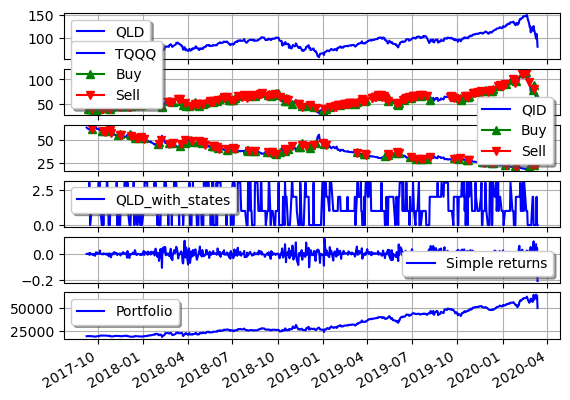 150
100
QLD
TQQQ
Buy
Sell
100
50
QID
Buy
Sell
50
25
2.5
0.0
QLD_with_states
0.0
−0.2
Simple returns
50000
25000
Portfolio
2017-10
2018-01
2018-04
2018-07
2018-10
2019-01
2019-04
2019-07
2019-10
2020-01
2020-04